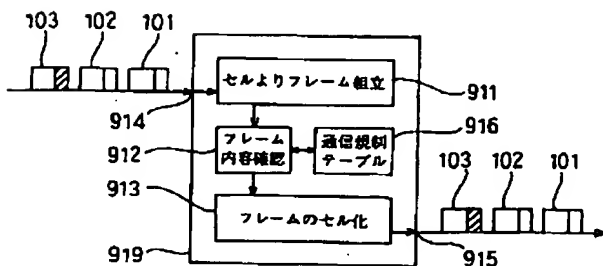 103
102
101
914
セルよりフレーム組立
911
912
フレーム
内容確認
通信規制
テーブル
916
913
フレームのセル化
103
102
101
919
915